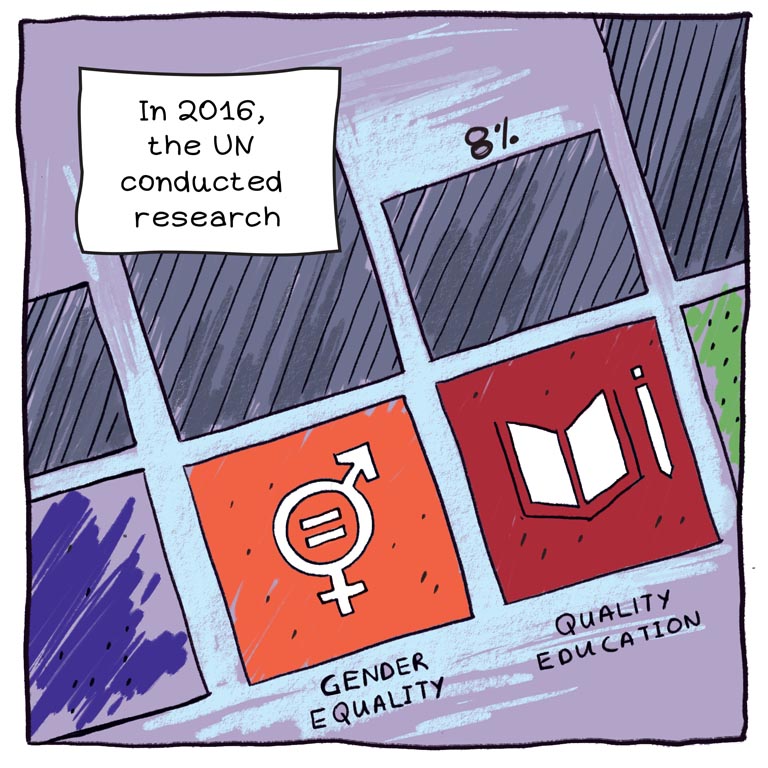 In 2016,
the UN
conducted
research
8%
GENDER
EQUALITY
QUALITY
EDUCATION